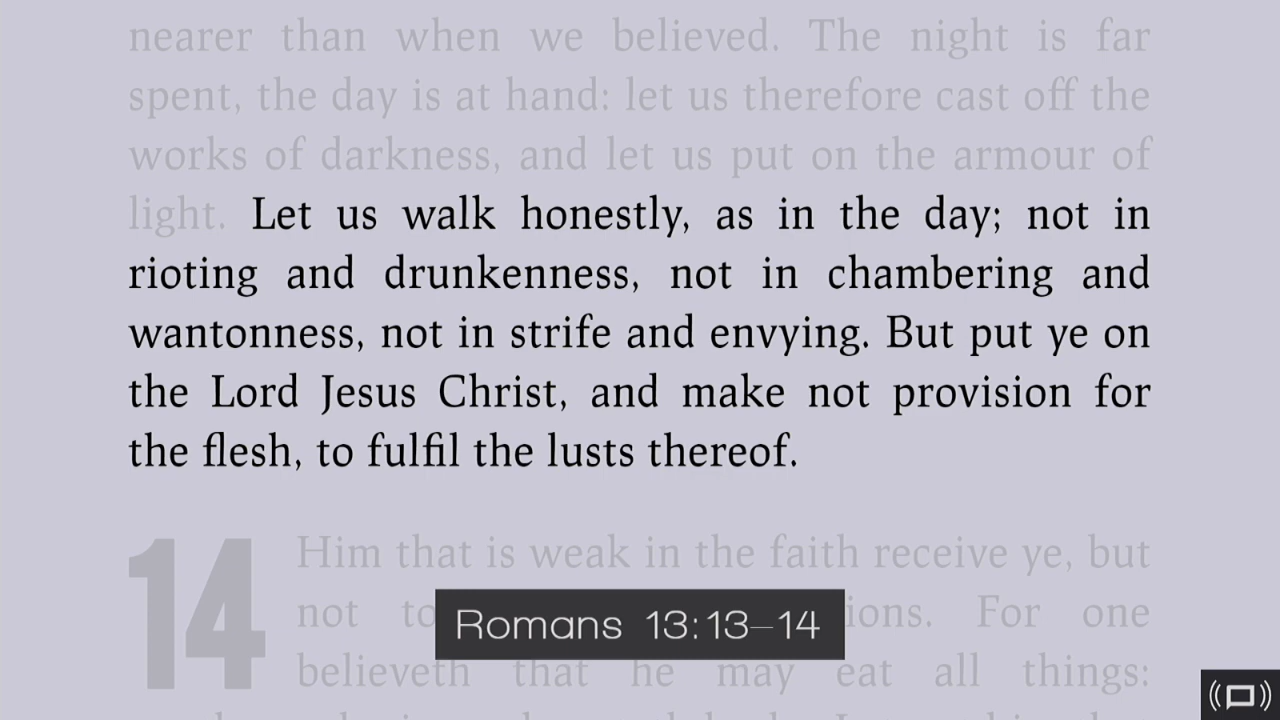 nearer than when we believed. The night is far
spent, the day is at hand: let us therefore cast off the
works of darkness, and let us put on the armour of
light. Let us walk honestly, as in the day; not in
rioting and drunkenness, not in chambering and
wantonness, not in strife and envying. But put ye on
the Lord Jesus Christ, and make not provision for
the flesh, to fulfil the lusts thereof.
14
Him that is weak in the faith receive ye, but
not to ions. For one
believeth that he may eat all things:
Romans 13:13–14